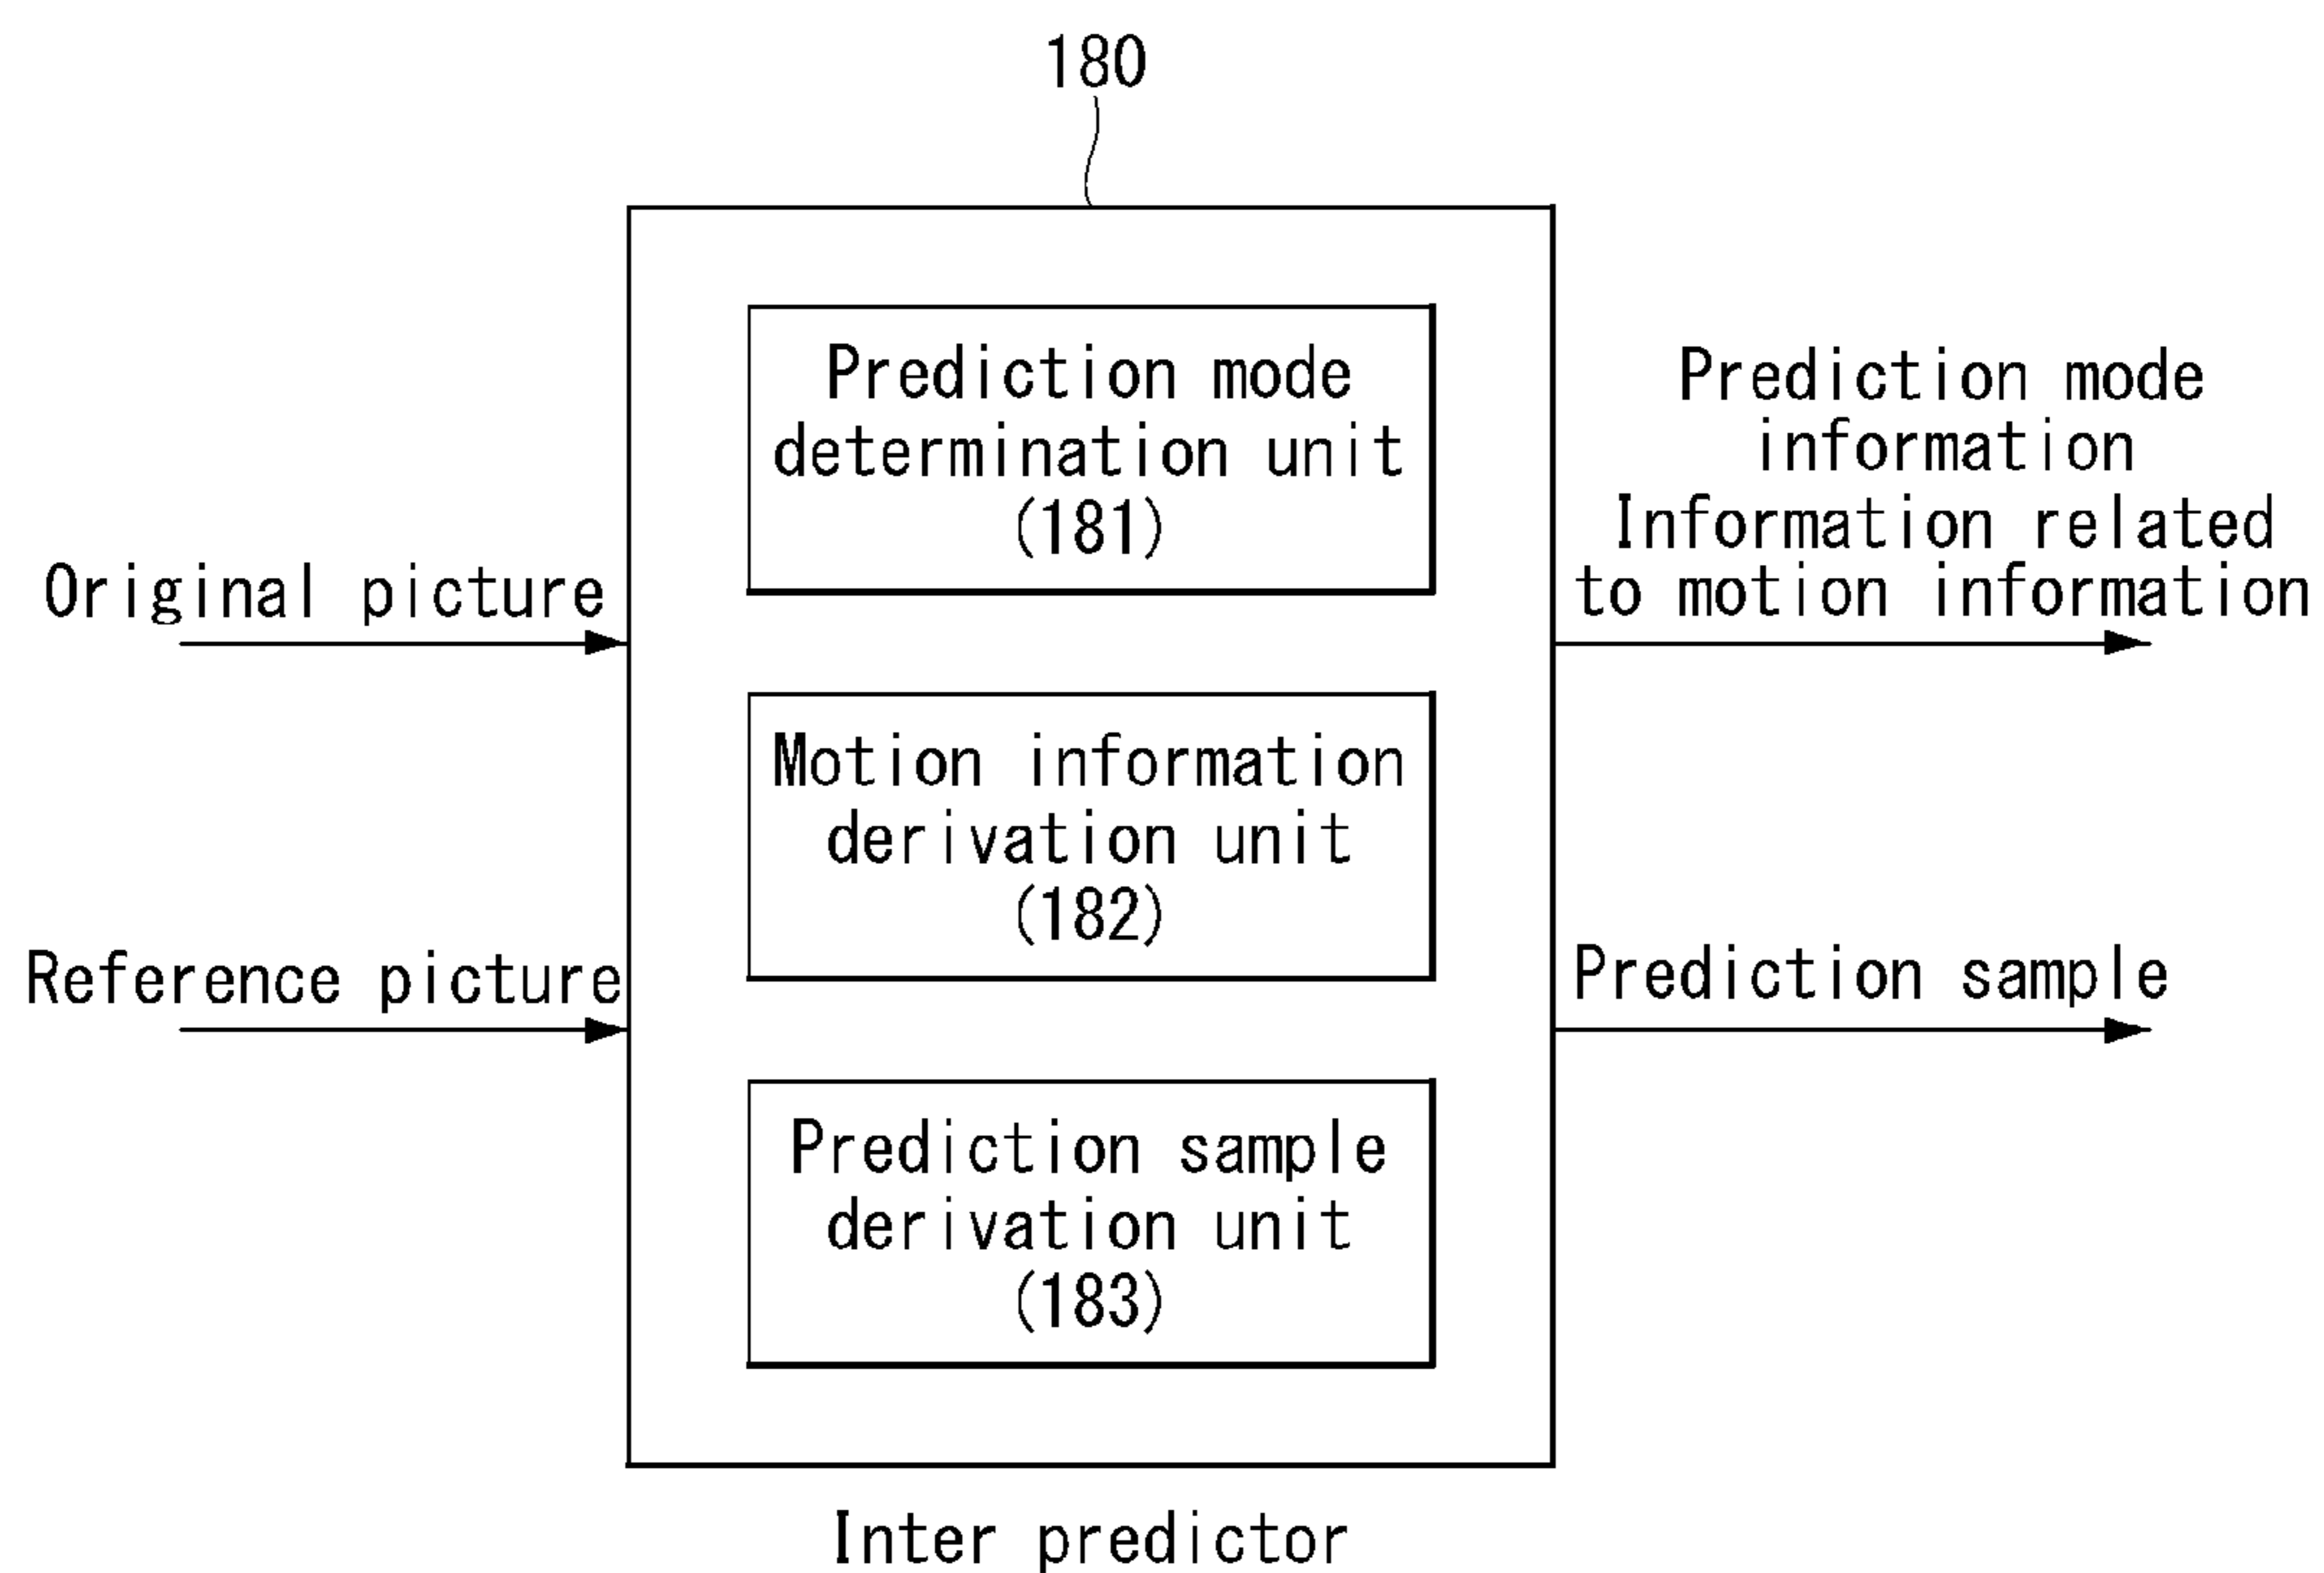 180
Prediction mode
determination unit
(181)
Original picture
Prediction mode
information
Information related
to motion information
Motion information
derivation unit
(182)
Reference picture
Prediction sample
Prediction sample
derivation unit
(183)
Inter predictor